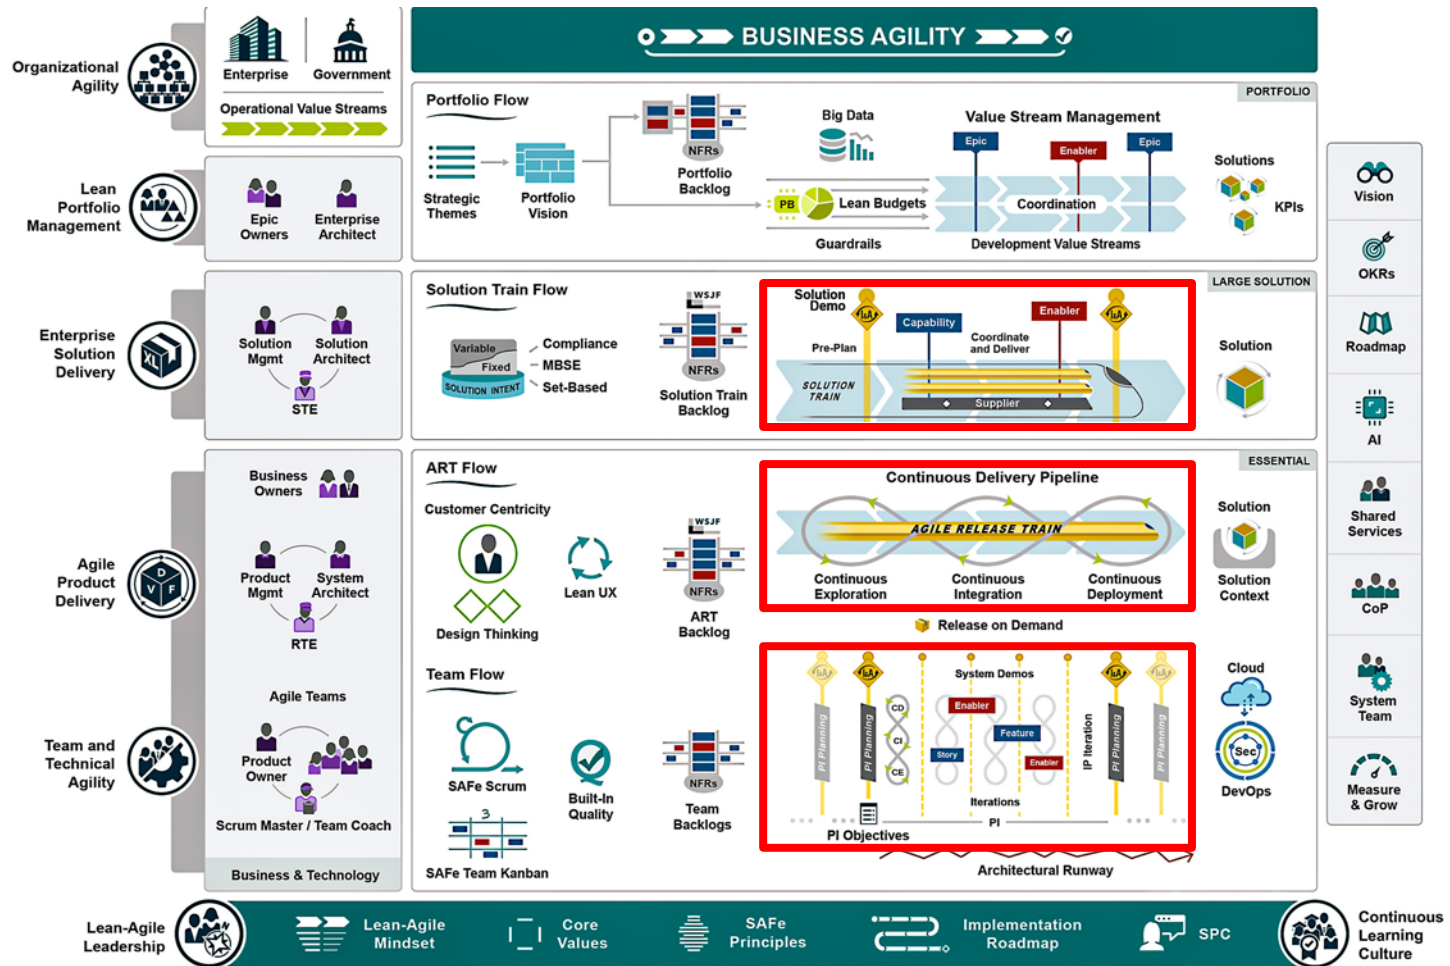 BUSINESS AGILITY
Organizational
Agility
Enterprise
Government
Operational Value Streams
Lean
Portfolio
Management
Epic
Owners
Enterprise
Architect
PORTFOLIO
Portfolio Flow
Strategic
Themes
Portfolio
Vision
NFRs
Portfolio
Backlog
Big Data
PB
Lean Budgets
Guardrails
Value Stream Management
Epic
Enabler
Epic
Coordination
Development Value Streams
Solutions
KPIs
Enterprise
Solution
Delivery
XL
Solution
Mgmt
Solution
Architect
STE
LARGE SOLUTION
Solution Train Flow
Variable
Fixed
SOLUTION INTENT
Compliance
MBSE
Set-Based
WSJF
NFRs
Solution Train
Backlog
Solution
Demo
I&A
Pre-Plan
Capability
Coordinate
and Deliver
Enabler
I&A
SOLUTION
TRAIN
Supplier
Solution
Agile
Product
Delivery
D
V
F
Business
Owners
Product
Mgmt
System
Architect
RTE
ESSENTIAL
ART Flow
Customer Centricity
Lean UX
Design Thinking
WSJF
NFRs
ART
Backlog
Continuous Delivery Pipeline
AGILE RELEASE TRAIN
Continuous
Exploration
Continuous
Integration
Continuous
Deployment
Release on Demand
Solution
Solution
Context
Team and
Technical
Agility
Agile Teams
Product
Owner
Scrum Master / Team Coach
Business & Technology
Team Flow
SAFe Scrum
Built-In
Quality
3
SAFe Team Kanban
NFRs
Team
Backlogs
I&A
I&A
System Demos
I&A
I&A
PI Planning
PI Planning
CD
CI
CE
Enabler
Story
Feature
Enabler
IP Iteration
PI Planning
PI Planning
Iterations
PI
PI Objectives
Architectural Runway
Cloud
Sec
DevOps
Vision
OKRs
Roadmap
AI
Shared
Services
CoP
System
Team
Measure
& Grow
Lean-Agile
Leadership
Lean-Agile
Mindset
Core
Values
SAFe
Principles
Implementation
Roadmap
SPC
Continuous
Learning
Culture